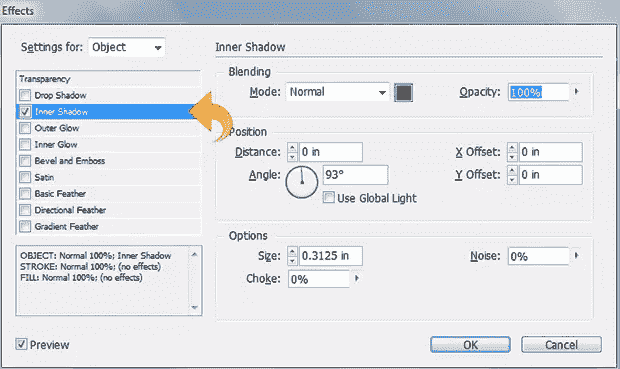 Effects
Settings for: Object
Transparency
Drop Shadow
Inner Shadow
Outer Glow
Inner Glow
Bevel and Emboss
Satin
Basic Feather
Directional Feather
Gradient Feather
OBJECT: Normal 100%; Inner Shadow
STROKE: Normal 100%; (no effects)
FILL: Normal 100%; (no effects)
Preview
Inner Shadow
Blending
Mode: Normal Opacity: 100%
Position
Distance: 0 in X Offset: 0 in
Angle: 93° Y Offset: 0 in
Use Global Light
Options
Size: 0.3125 in Noise: 0%
Choke: 0%
OK Cancel